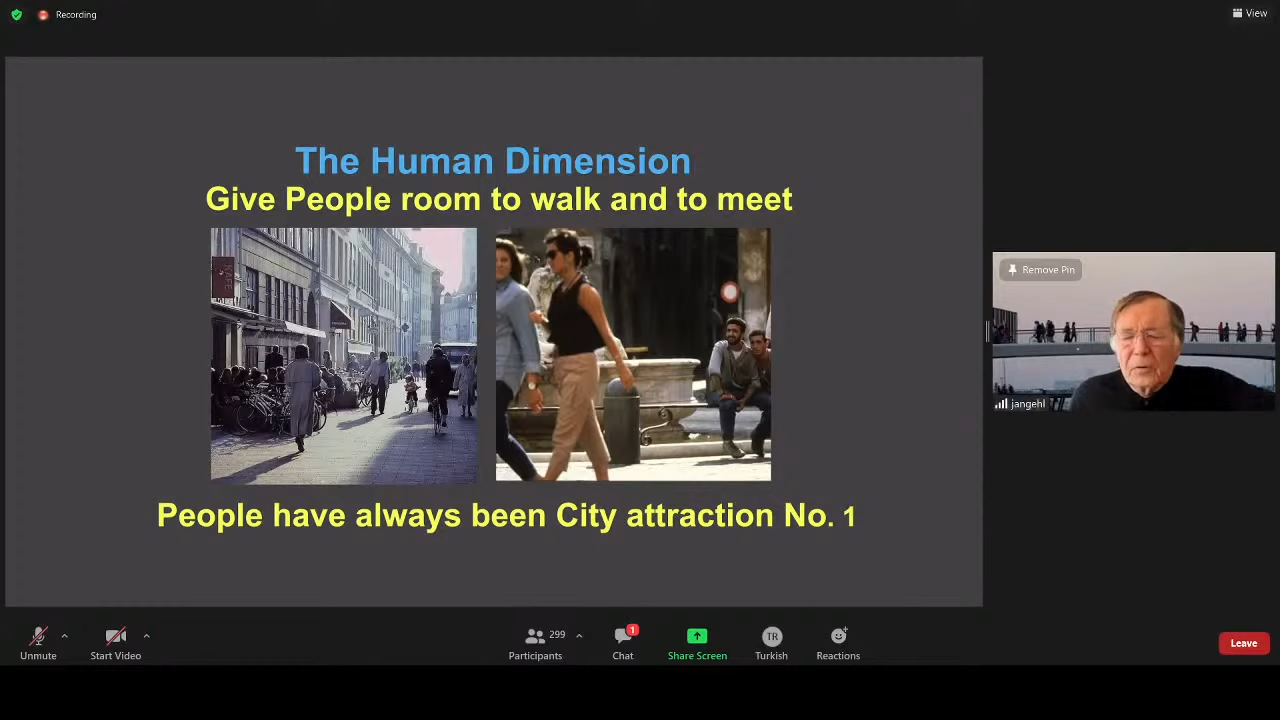 Recording
View
The Human Dimension
Give People room to walk and to meet
People have always been City attraction No. 1
Remove Pin
jangehl
Unmute
Start Video
299
Participants
1
Chat
Share Screen
TR
Turkish
Reactions
Leave